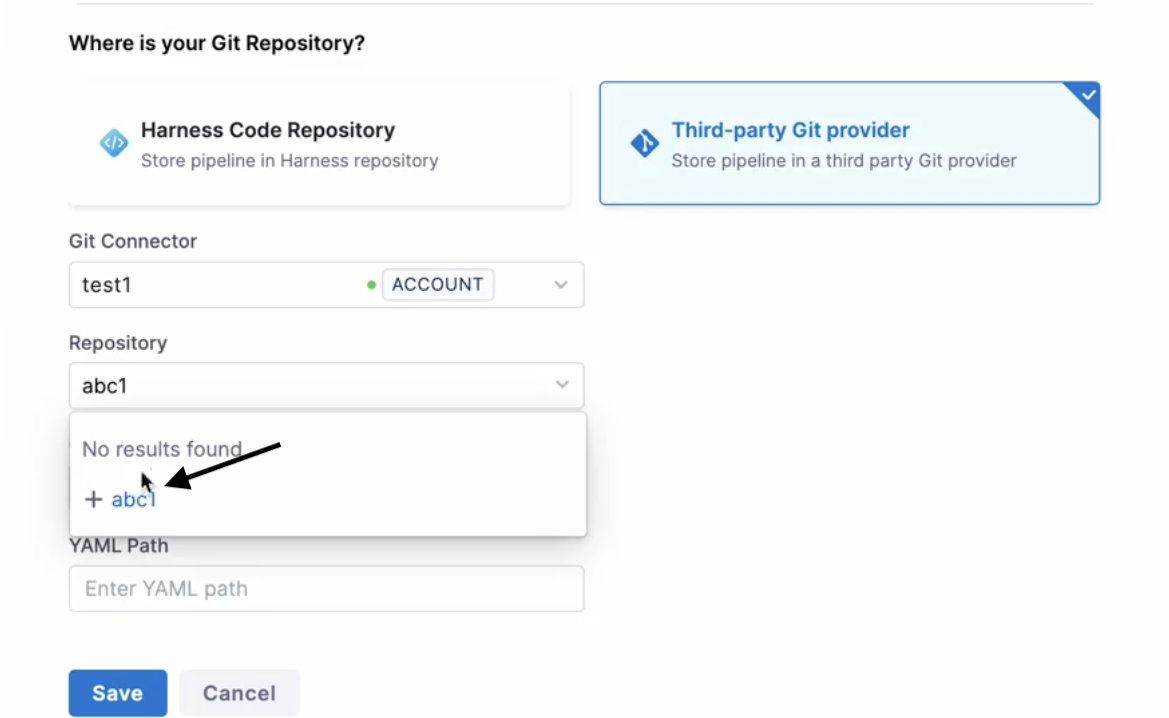 Where is your Git Repository?
Harness Code Repository
Store pipeline in Harness repository
Third-party Git provider
Store pipeline in a third party Git provider
Git Connector
test1
ACCOUNT
Repository
abc1
No results found
+ abc1
YAML Path
Enter YAML path
Save
Cancel